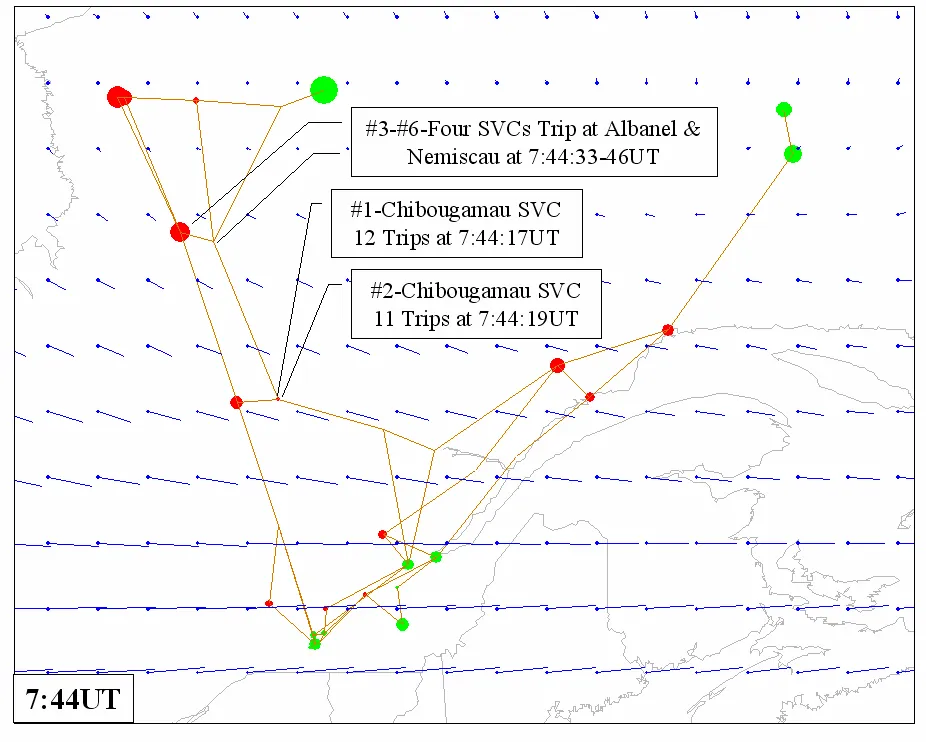 #3-#6-Four SVCs Trip at Albanel &
Nemiscau at 7:44:33-46UT
#1-Chibougamau SVC
12 Trips at 7:44:17UT
#2-Chibougamau SVC
11 Trips at 7:44:19UT
7:44UT